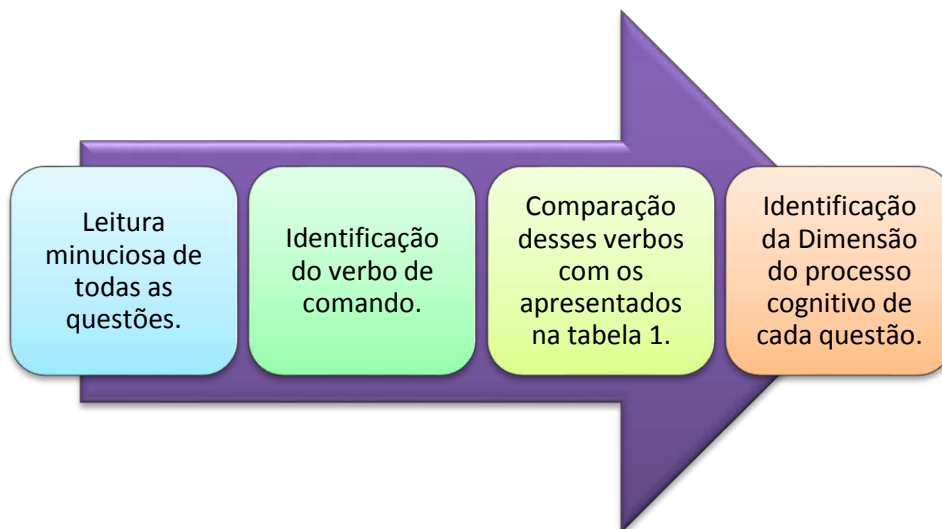 Leitura
minuciosa de
todas as
questões.
Identificação
do verbo de
comando.
Comparação
desses verbos
com os
apresentados
na tabela 1.
Identificação
da Dimensão
do processo
cognitivo de
cada questão.